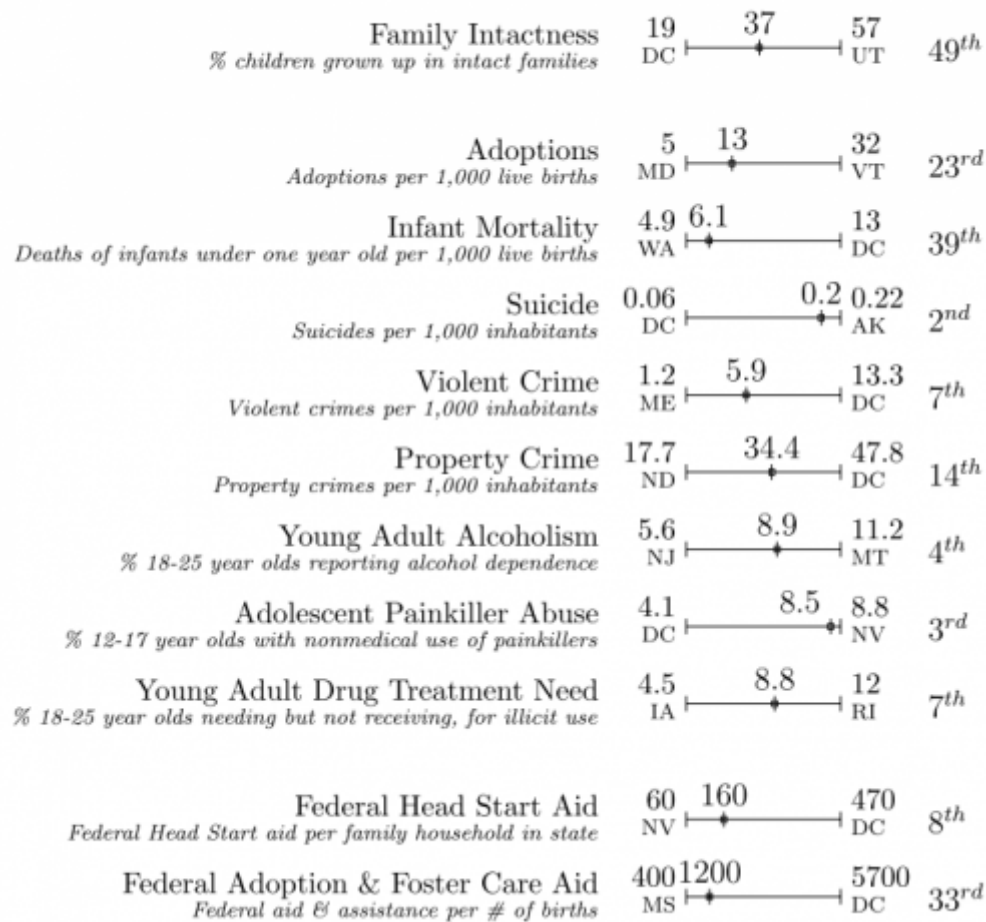 Family Intactness 19 37 57 49th
% children grown up in intact families DC UT
Adoptions 5 13 32 23rd
Adoptions per 1,000 live births MD VT
Infant Mortality 4.9 6.1 13 39th
Deaths of infants under one year old per 1,000 live births WA DC
Suicide 0.06 0.2 0.22 2nd
Suicides per 1,000 inhabitants DC AK
Violent Crime 1.2 5.9 13.3 7th
Violent crimes per 1,000 inhabitants ME DC
Property Crime 17.7 34.4 47.8 14th
Property crimes per 1,000 inhabitants ND DC
Young Adult Alcoholism 5.6 8.9 11.2 4th
% 18-25 year olds reporting alcohol dependence NJ MT
Adolescent Painkiller Abuse 4.1 8.5 8.8 3rd
% 12-17 year olds with nonmedical use of painkillers DC NV
Young Adult Drug Treatment Need 4.5 8.8 12 7th
% 18-25 year olds needing but not receiving, for illicit use IA RI
Federal Head Start Aid 60 160 470 8th
Federal Head Start aid per family household in state NV DC
Federal Adoption & Foster Care Aid 400 1200 5700 33rd
Federal aid & assistance per # of births MS DC